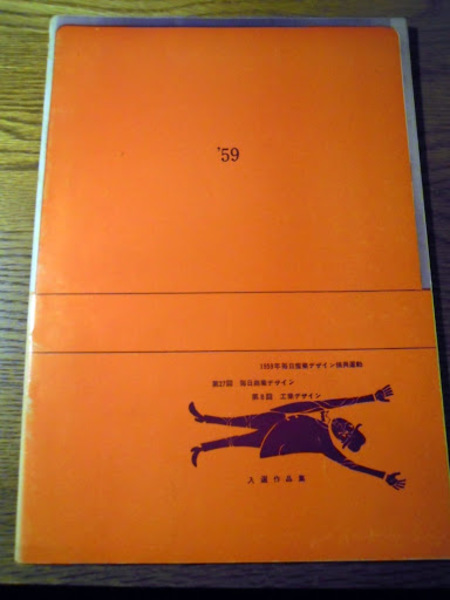 '59
1959年毎日産業デザイン振興運動
第27回 毎日商業デザイン
第8回 工業デザイン
入選作品集